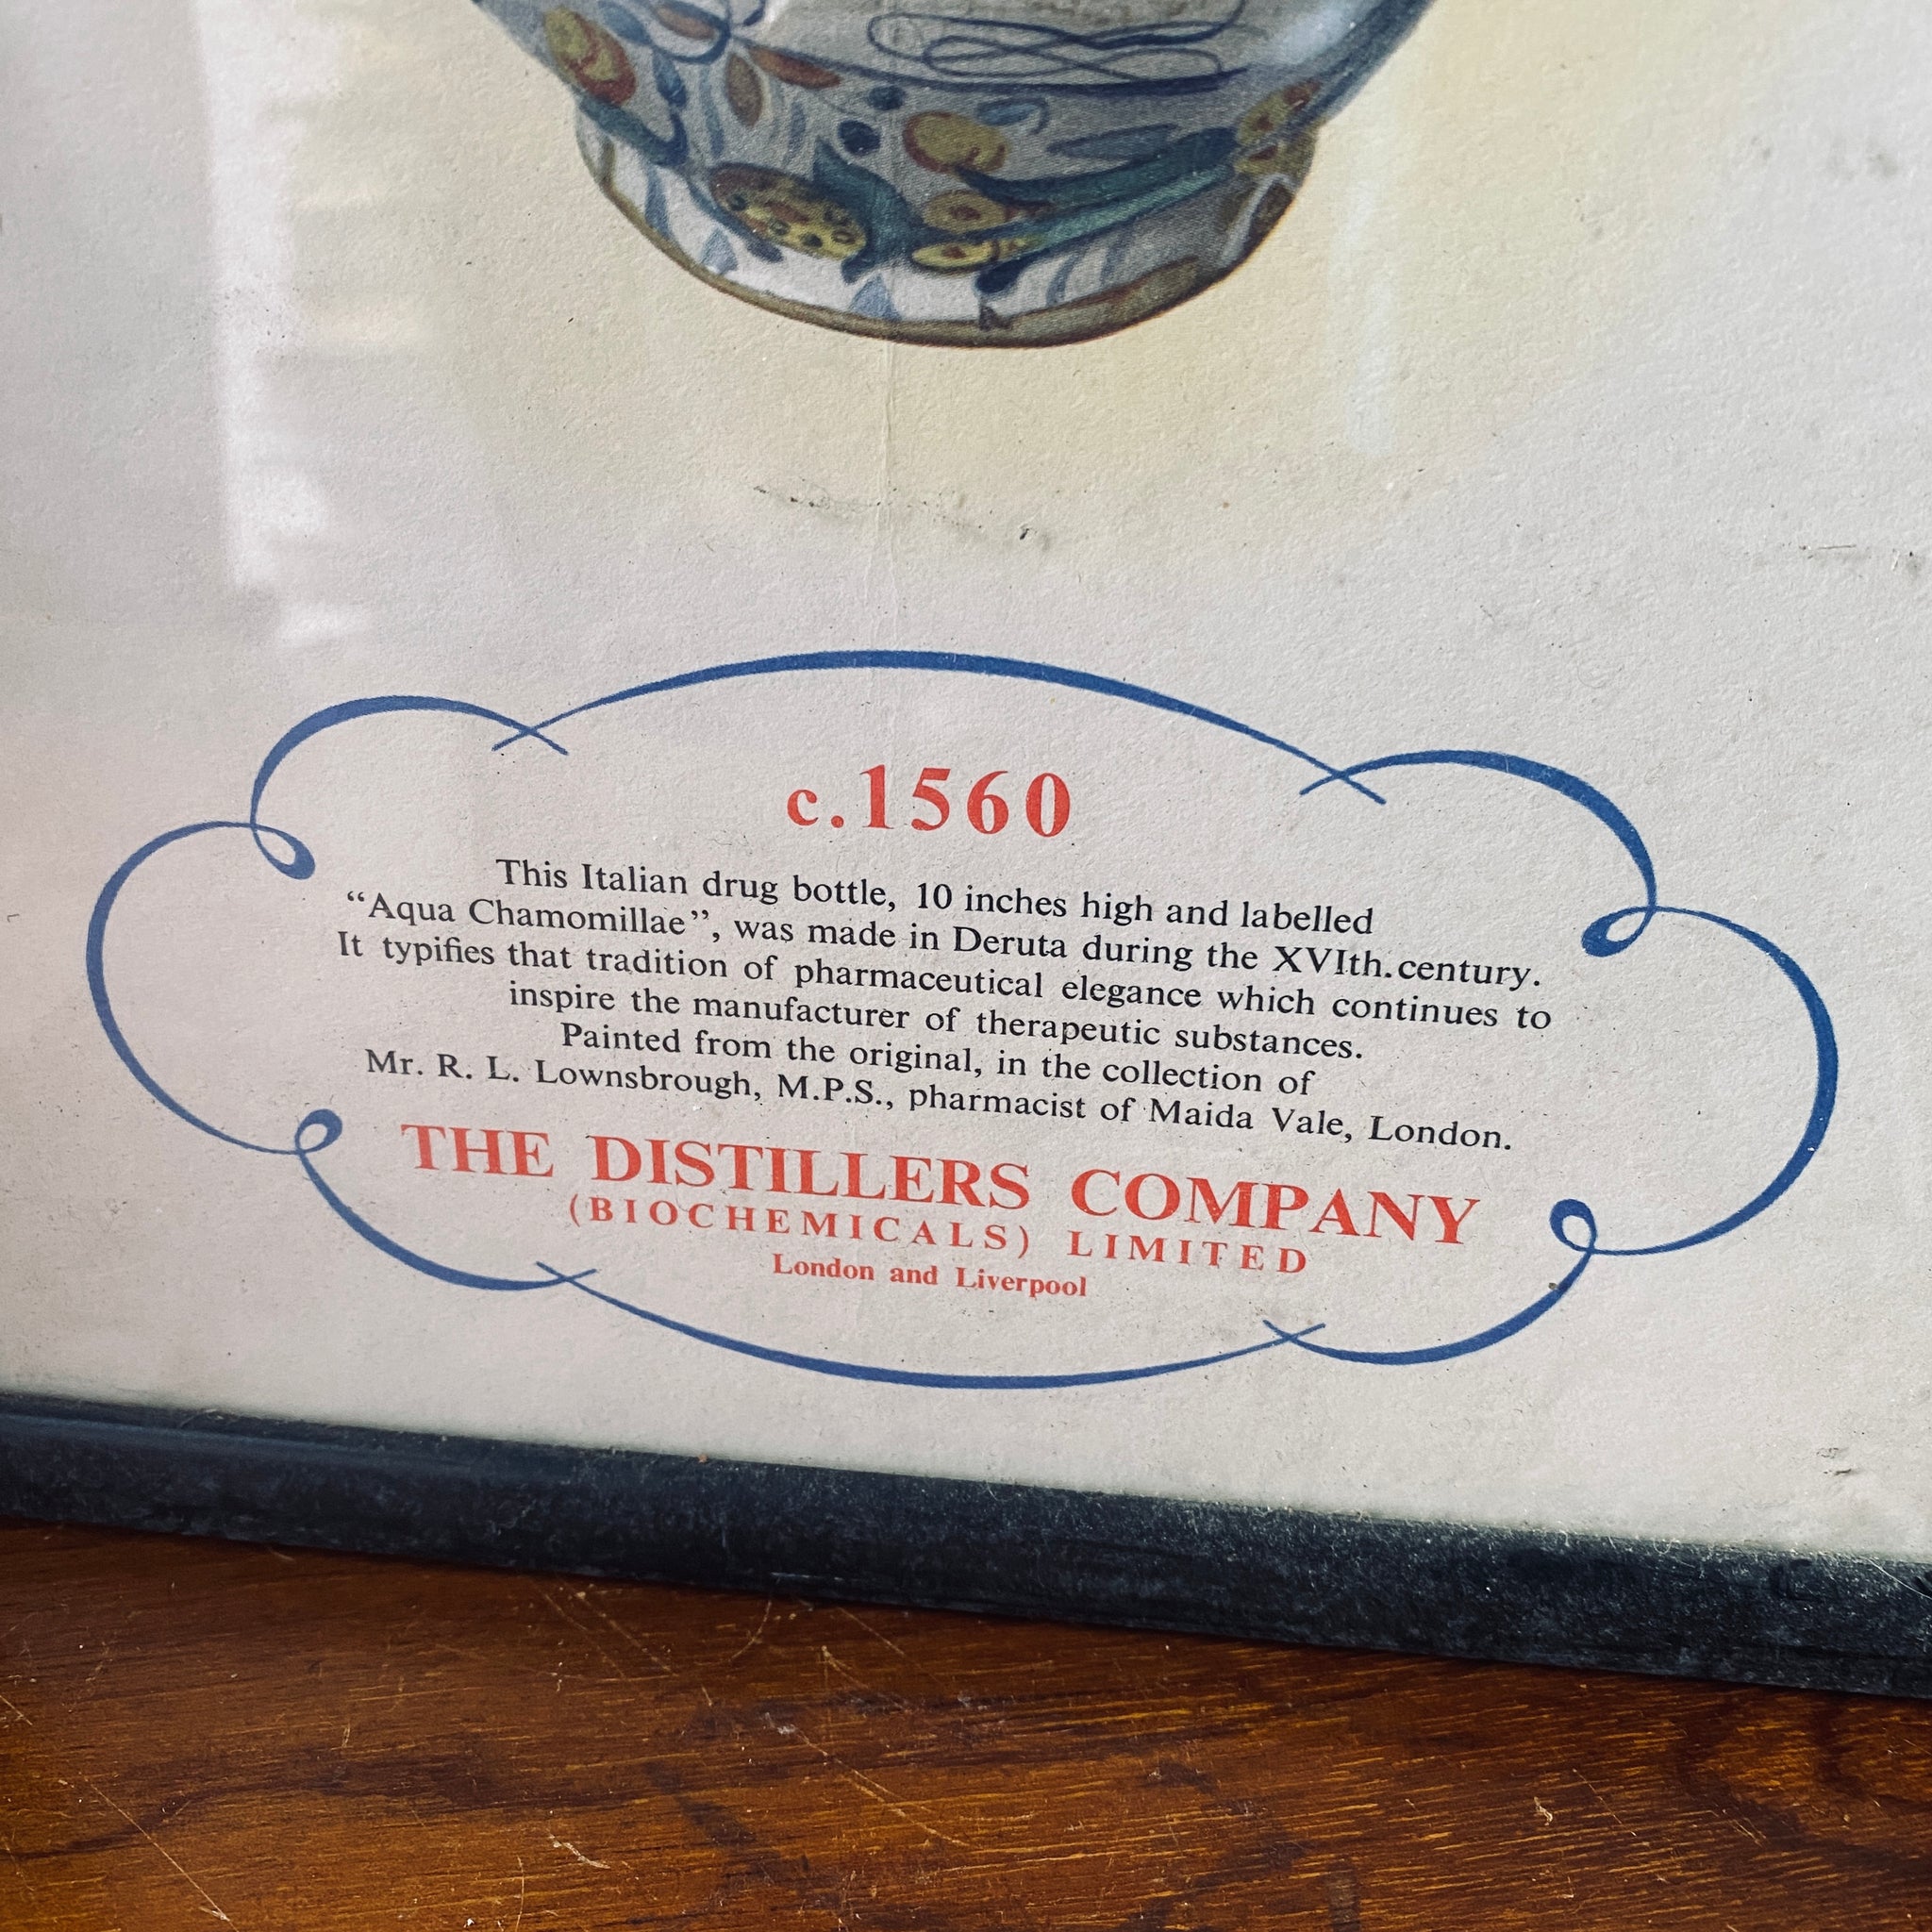 c.1560
This Italian drug bottle, 10 inches high and labelled
“Aqua Chamomillae”, was made in Deruta during the XVIth.century.
It typifies that tradition of pharmaceutical elegance which continues to
inspire the manufacturer of therapeutic substances.
Painted from the original, in the collection of
Mr. R. L. Lownsbrough, M.P.S., pharmacist of Maida Vale, London.
THE DISTILLERS COMPANY
(BIOCHEMICALS) LIMITED
London and Liverpool